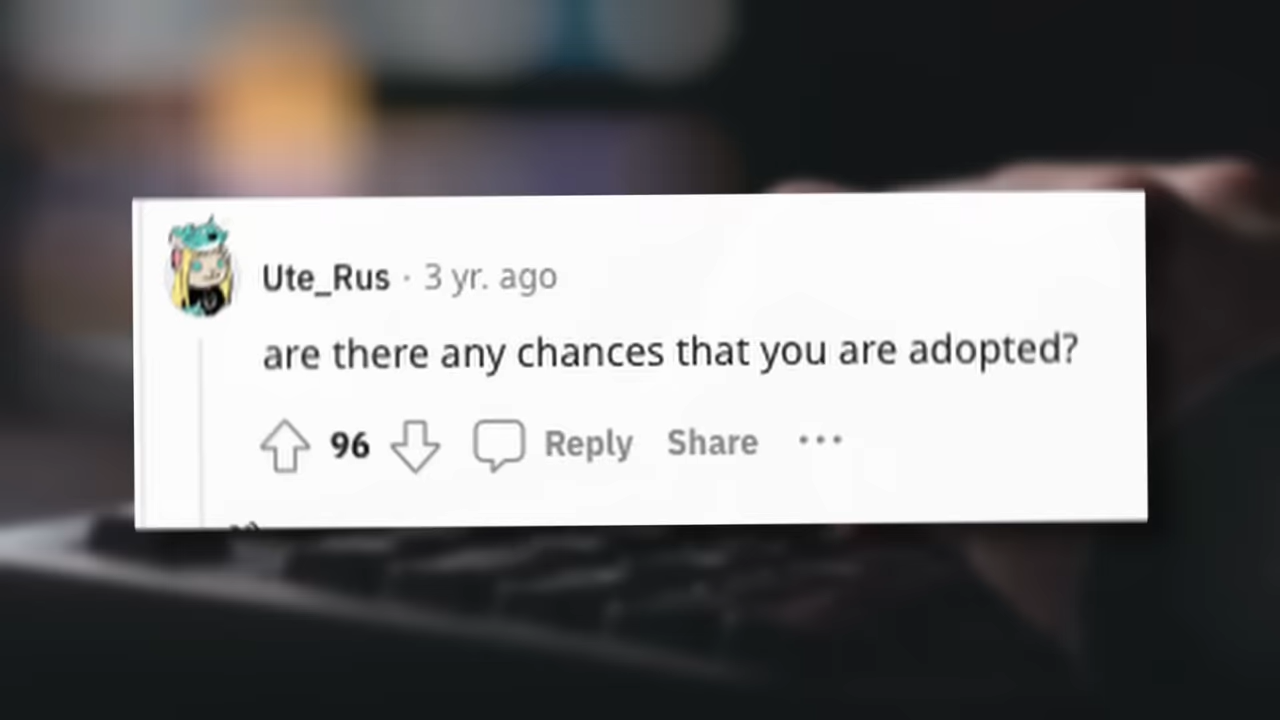 Ute_Rus · 3 yr. ago
are there any chances that you are adopted?
96 Reply Share ···